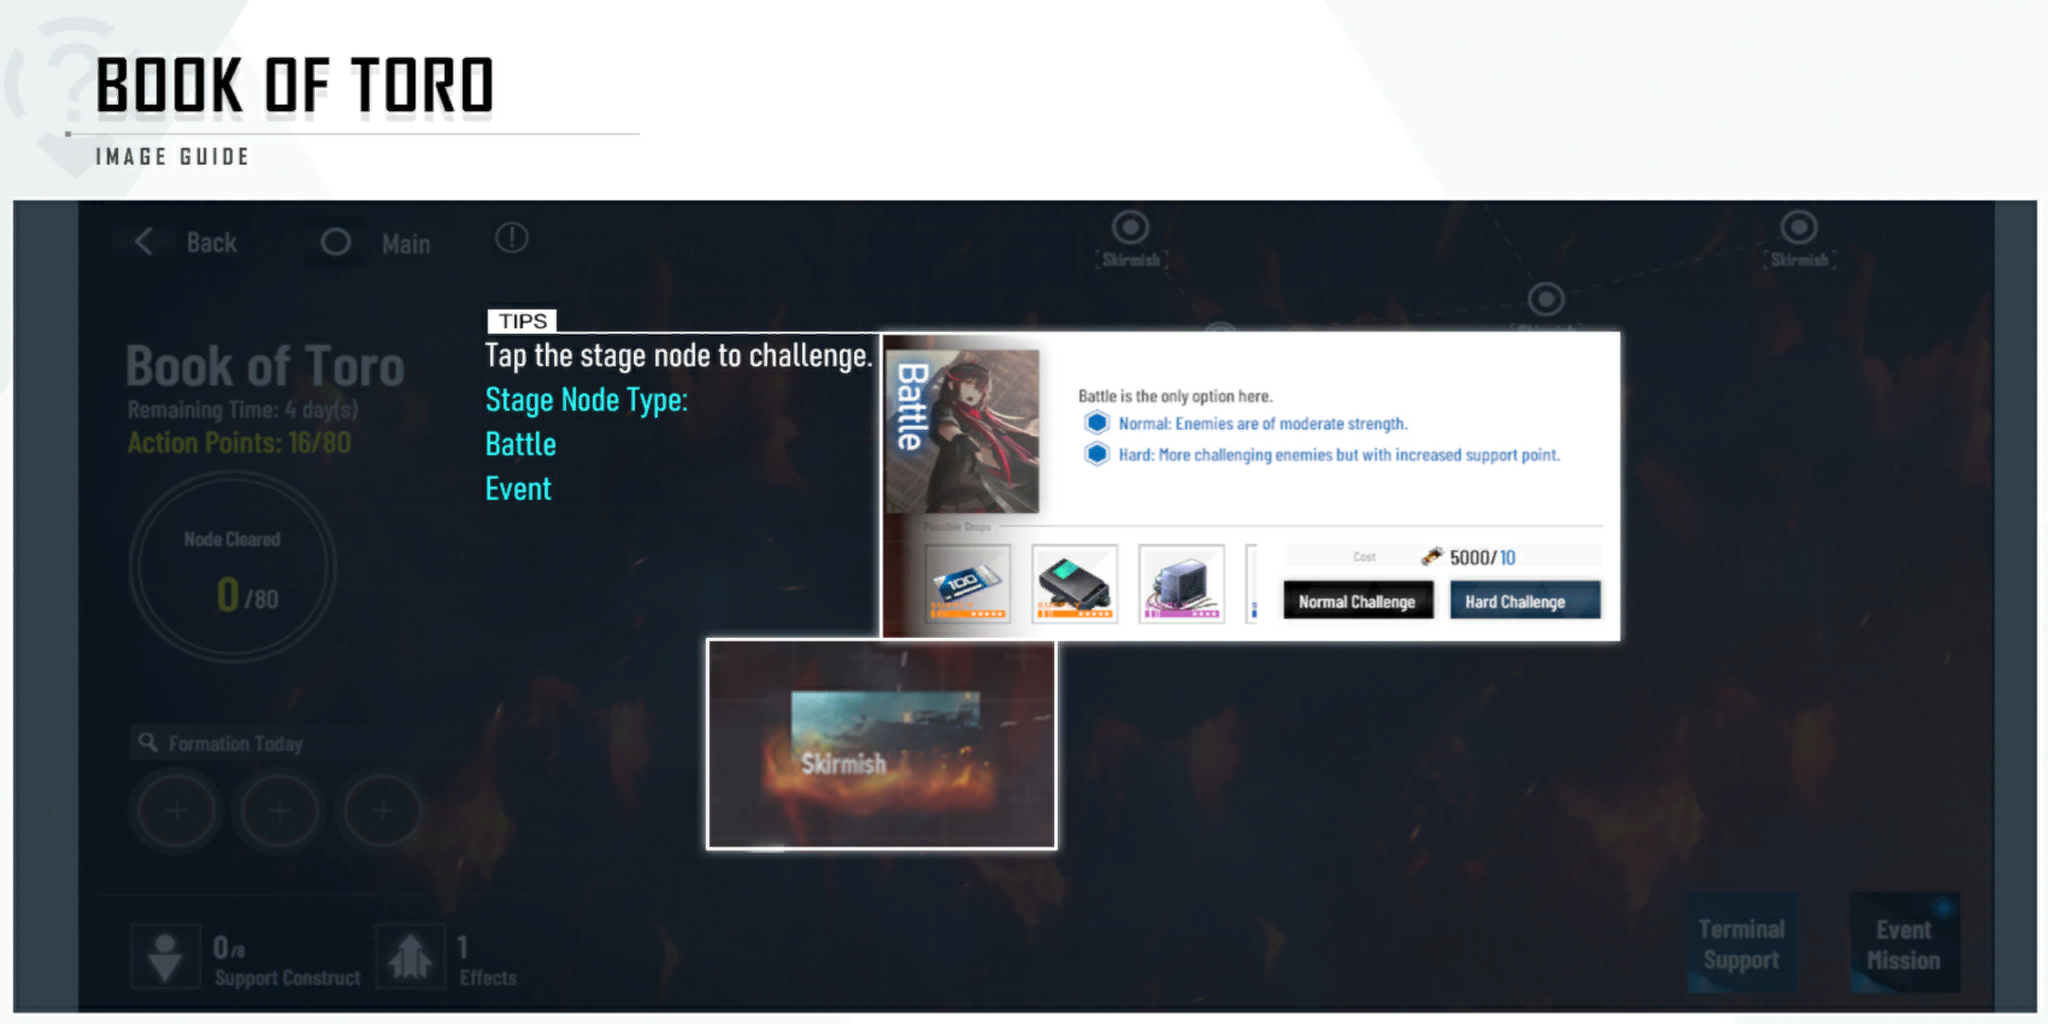 BOOK OF TORO
IMAGE GUIDE
Back
Main
[Skirmish]
[Skirmish]
TIPS
Tap the stage node to challenge.
Stage Node Type:
Battle
Event
Book of Toro
Remaining Time: 4 day(s)
Action Points: 16/80
Node Cleared
0/80
Battle
Battle is the only option here.
Normal: Enemies are of moderate strength.
Hard: More challenging enemies but with increased support point.
Possible Drops
100
Cost
5000/10
Normal Challenge
Hard Challenge
Skirmish
Formation Today
0/8
Support Construct
1
Effects
Terminal
Support
Event
Mission